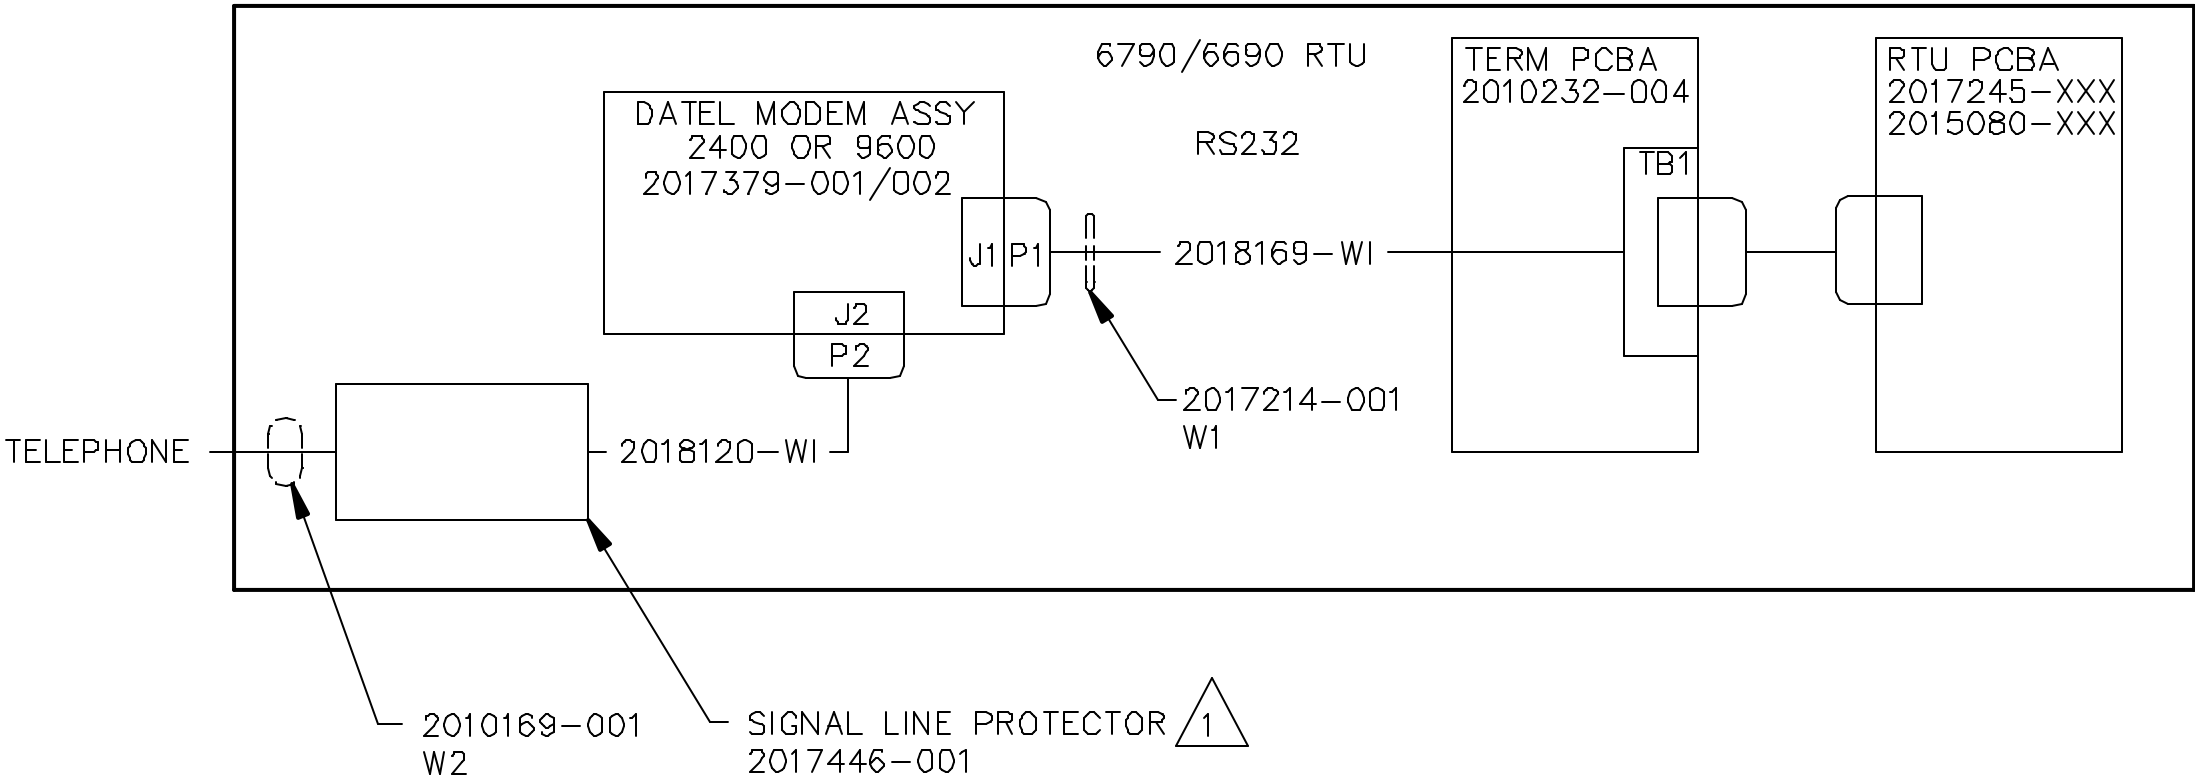 6790/6690 RTU
RS232
DATEL MODEM ASSY
2400 OR 9600
2017379-001/002
J1 P1
J2
P2
2018169-WI
2017214-001
W1
TERM PCBA
2010232-004
TB1
RTU PCBA
2017245-XXX
2015080-XXX
TELEPHONE
2018120-WI
2010169-001
W2
SIGNAL LINE PROTECTOR 1
2017446-001